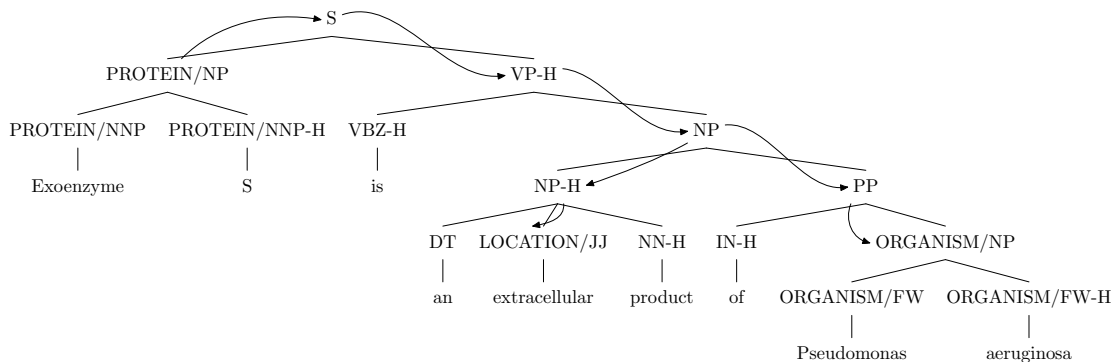 S
PROTEIN/NP VP-H
PROTEIN/NNP PROTEIN/NNP-H VBZ-H NP
Exoenzyme S is NP-H PP
DT LOCATION/JJ NN-H IN-H ORGANISM/NP
an extracellular product of ORGANISM/FW ORGANISM/FW-H
Pseudomonas aeruginosa